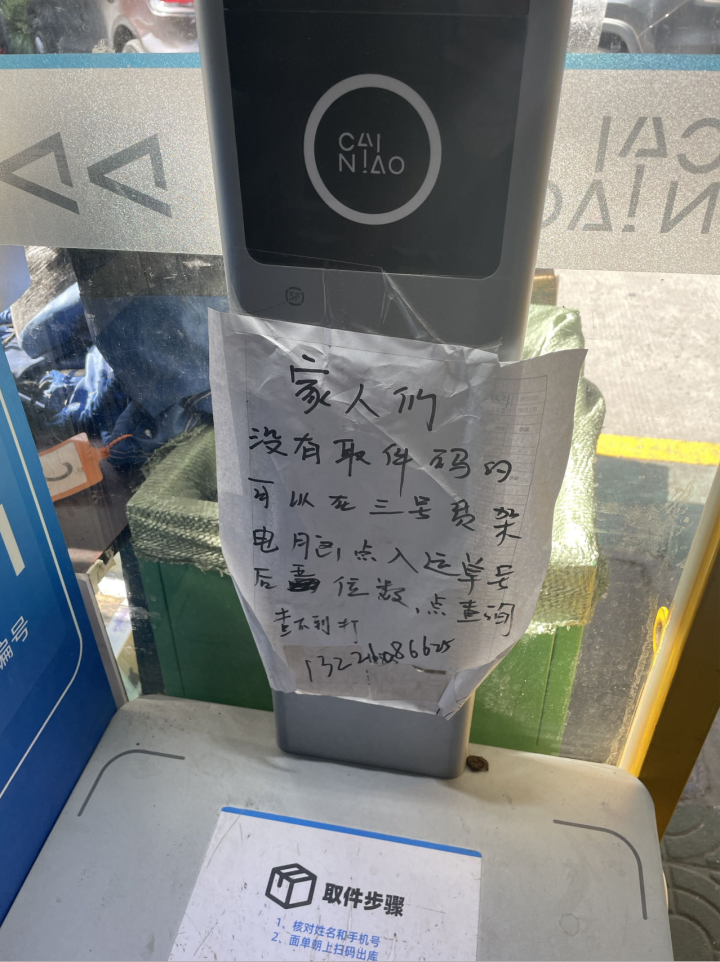 CAI
NIAO
CAI
NIAO
家人们
没有取件码的
可以在三号货架
电脑点入运单号
后五位数,点查询
查不到打
编号
取件步骤
1、核对姓名和手机号
2、面单朝上扫码出库